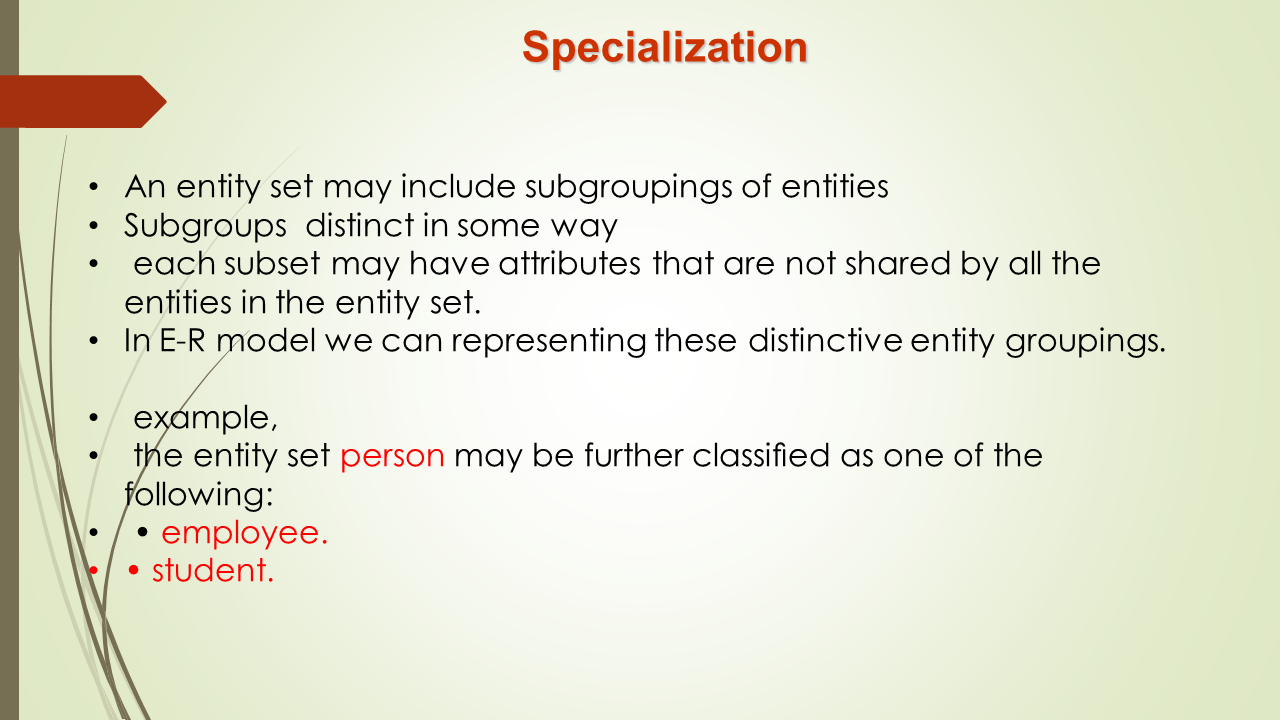 Specialization
• An entity set may include subgroupings of entities
• Subgroups  distinct in some way
•  each subset may have attributes that are not shared by all the
entities in the entity set.
• In E-R model we can representing these distinctive entity groupings.
•  example,
•  the entity set person may be further classified as one of the
following:
•  • employee.
• • student.